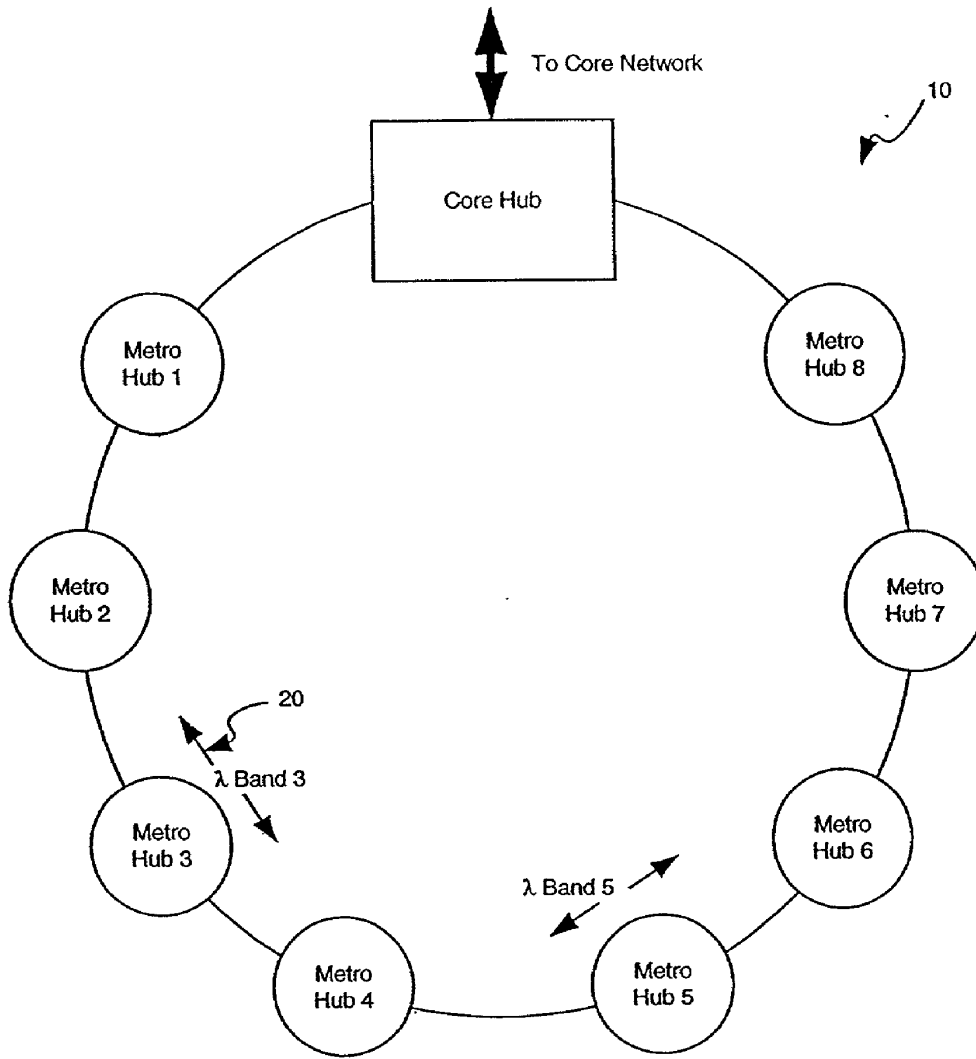 To Core Network
10
Core Hub
Metro
Hub 1
Metro
Hub 8
Metro
Hub 2
Metro
Hub 7
20
λ Band 3
Metro
Hub 3
Metro
Hub 6
λ Band 5
Metro
Hub 4
Metro
Hub 5